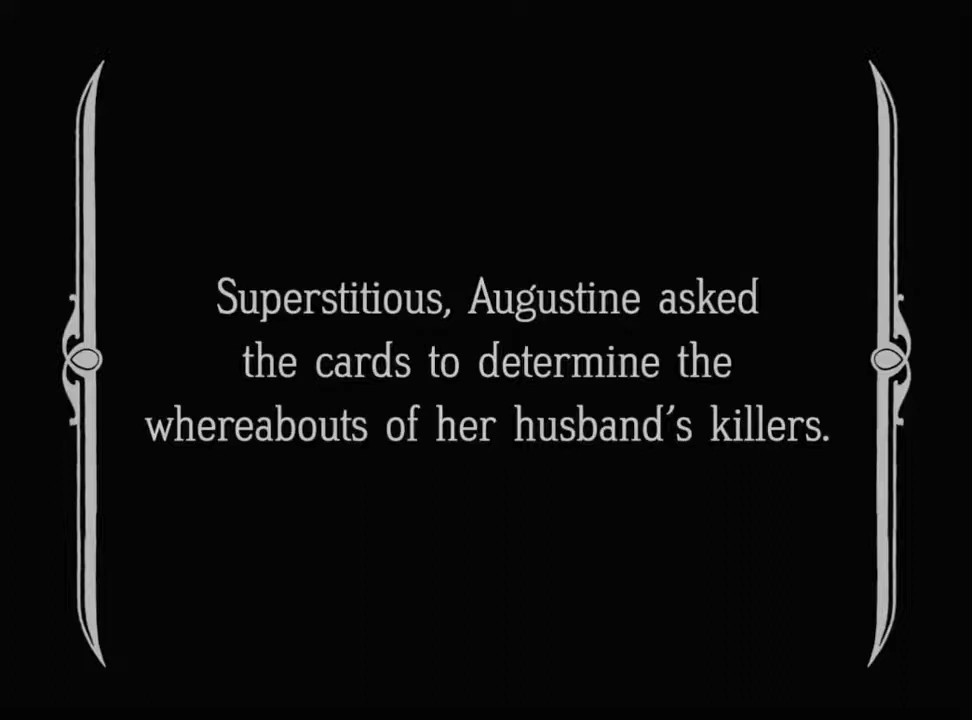 Superstitious, Augustine asked
the cards to determine the
whereabouts of her husband's killers.